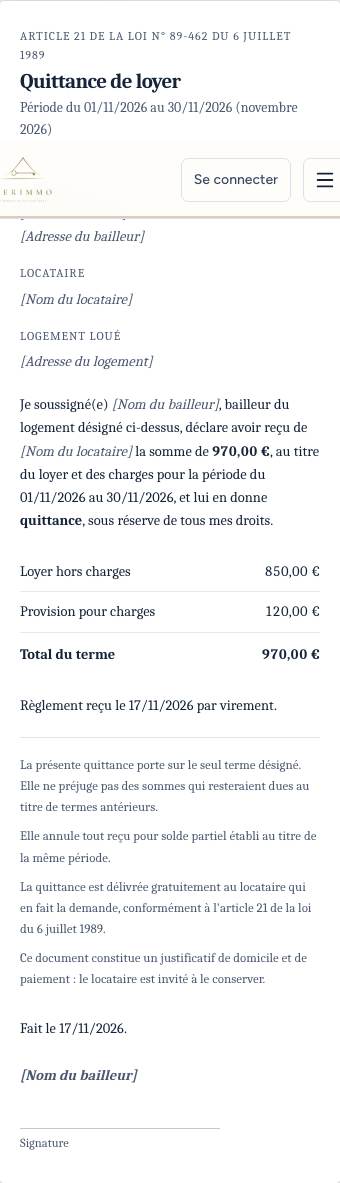 ARTICLE 21 DE LA LOI N° 89-462 DU 6 JUILLET
1989
Quittance de loyer
Période du 01/11/2026 au 30/11/2026 (novembre
2026)
ERIMMO
Se connecter
[Adresse du bailleur]
LOCATAIRE
[Nom du locataire]
LOGEMENT LOUÉ
[Adresse du logement]
Je soussigné(e) [Nom du bailleur], bailleur du
logement désigné ci-dessus, déclare avoir reçu de
[Nom du locataire] la somme de 970,00 €, au titre
du loyer et des charges pour la période du
01/11/2026 au 30/11/2026, et lui en donne
quittance, sous réserve de tous mes droits.
Loyer hors charges 850,00 €
Provision pour charges 120,00 €
Total du terme 970,00 €
Règlement reçu le 17/11/2026 par virement.
La présente quittance porte sur le seul terme désigné.
Elle ne préjuge pas des sommes qui resteraient dues au
titre de termes antérieurs.
Elle annule tout reçu pour solde partiel établi au titre de
la même période.
La quittance est délivrée gratuitement au locataire qui
en fait la demande, conformément à l'article 21 de la loi
du 6 juillet 1989.
Ce document constitue un justificatif de domicile et de
paiement : le locataire est invité à le conserver.
Fait le 17/11/2026.
[Nom du bailleur]
Signature